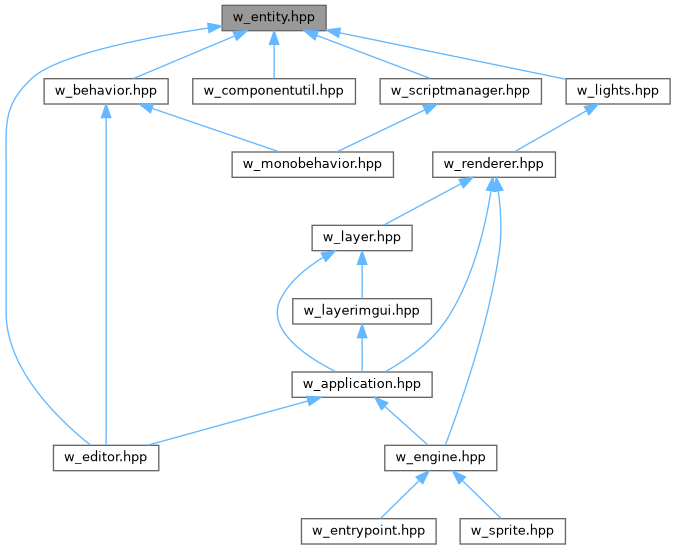 w_entity.hpp
w_behavior.hpp
w_componentutil.hpp
w_scriptmanager.hpp
w_lights.hpp
w_monobehavior.hpp
w_renderer.hpp
w_layer.hpp
w_layerimgui.hpp
w_application.hpp
w_editor.hpp
w_engine.hpp
w_entrypoint.hpp
w_sprite.hpp